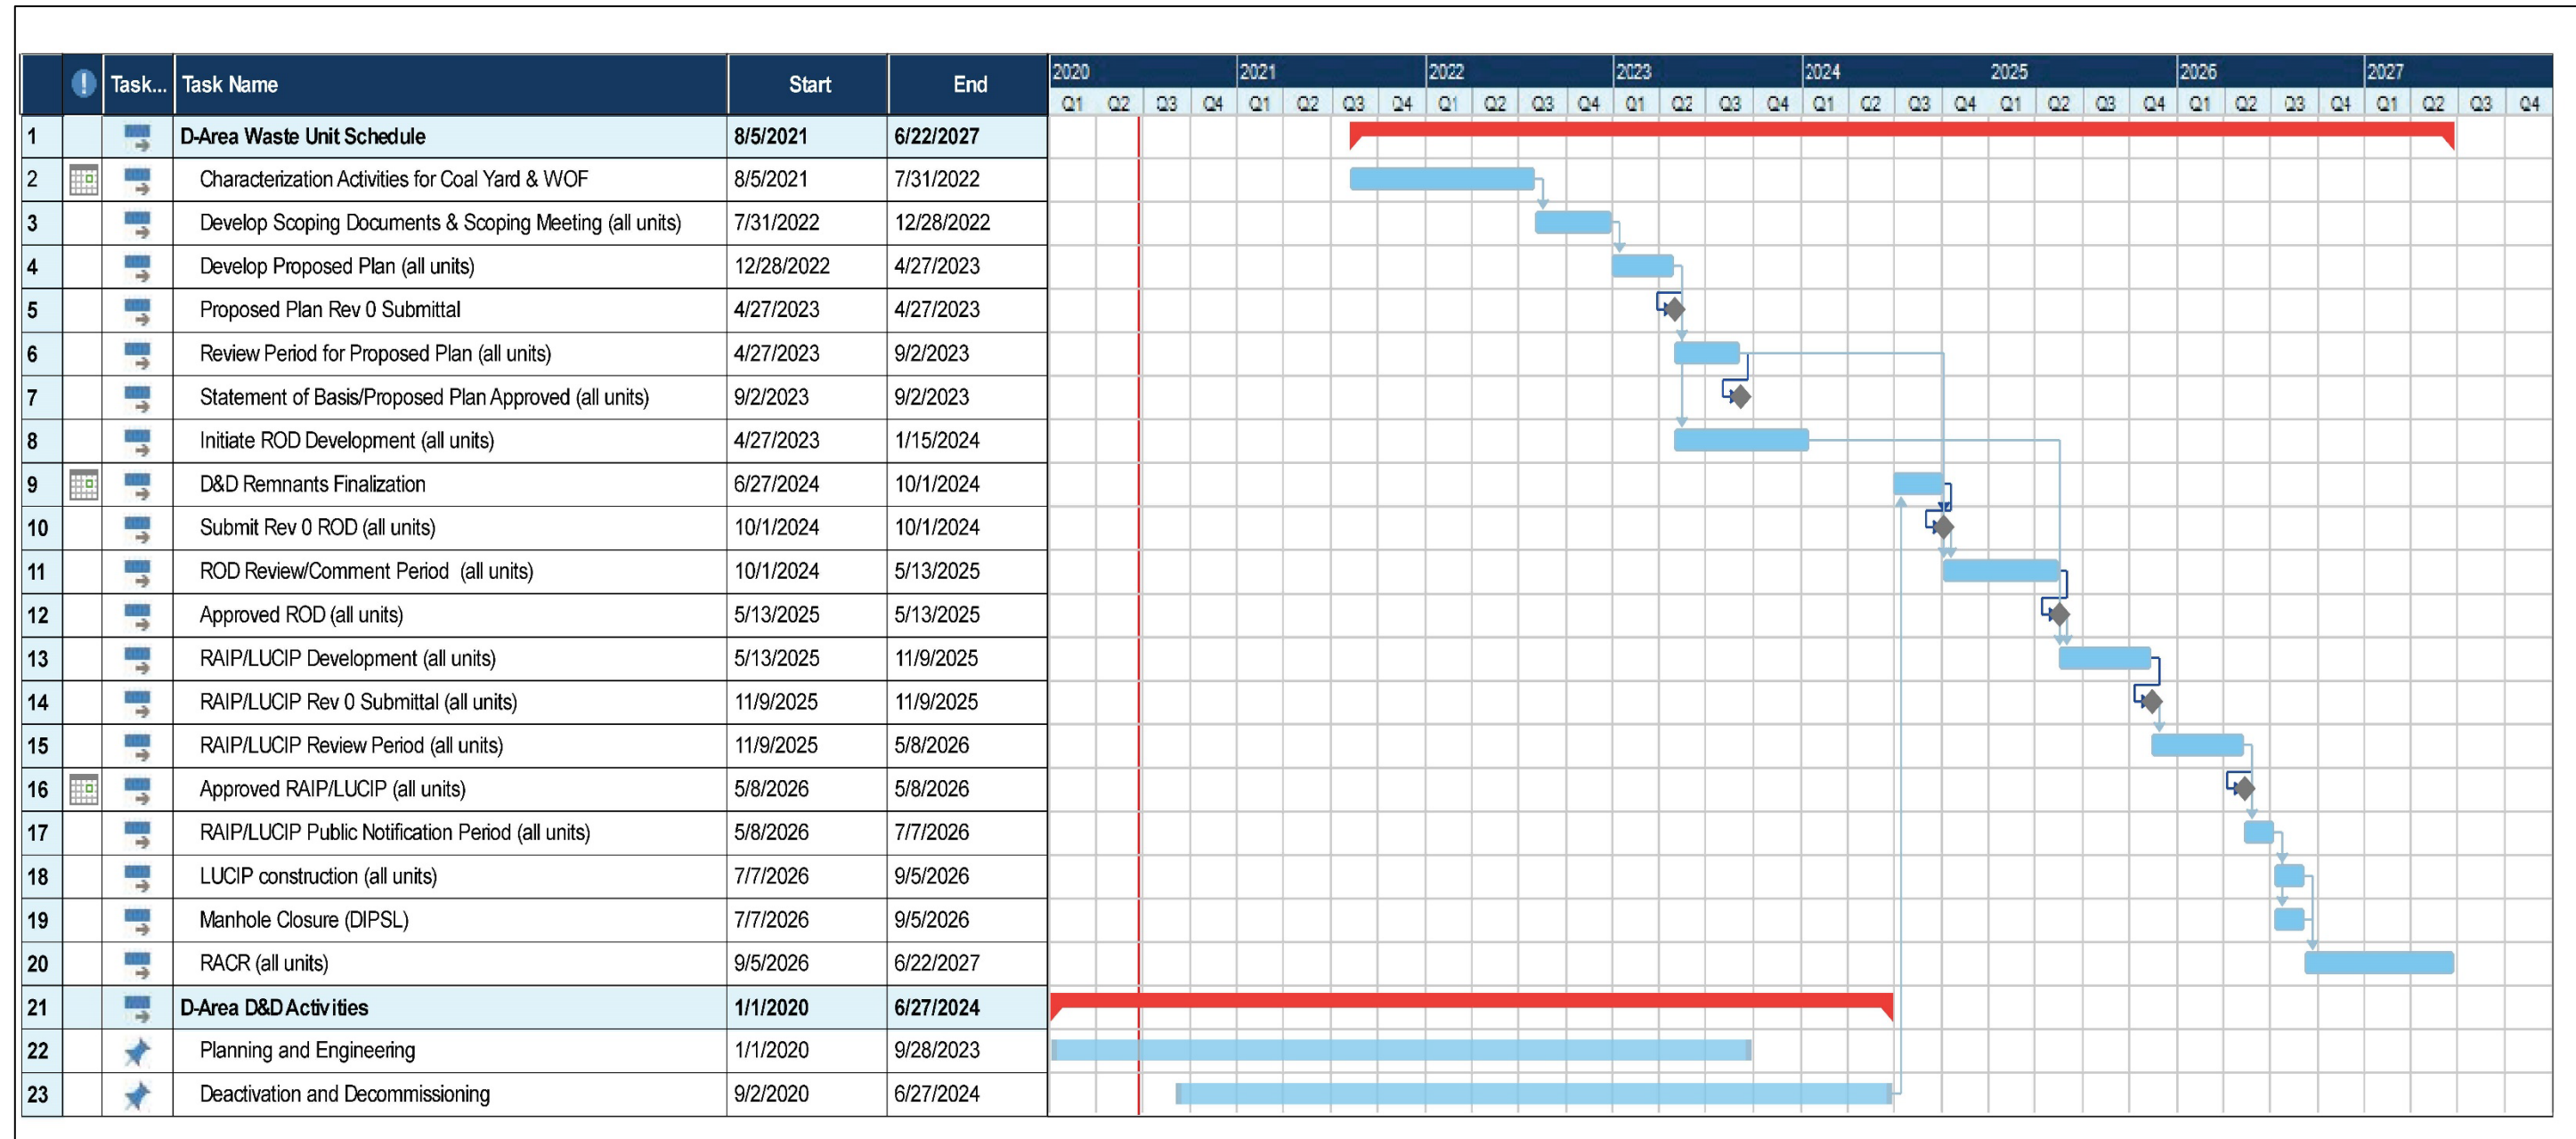 ! Task... Task Name Start End 2020 2021 2022 2023 2024 2025 2026 2027
Q1 Q2 Q3 Q4 Q1 Q2 Q3 Q4 Q1 Q2 Q3 Q4 Q1 Q2 Q3 Q4 Q1 Q2 Q3 Q4 Q1 Q2 Q3 Q4 Q1 Q2 Q3 Q4 Q1 Q2 Q3 Q4
1 D-Area Waste Unit Schedule 8/5/2021 6/22/2027
2 Characterization Activities for Coal Yard & WOF 8/5/2021 7/31/2022
3 Develop Scoping Documents & Scoping Meeting (all units) 7/31/2022 12/28/2022
4 Develop Proposed Plan (all units) 12/28/2022 4/27/2023
5 Proposed Plan Rev 0 Submittal 4/27/2023 4/27/2023
6 Review Period for Proposed Plan (all units) 4/27/2023 9/2/2023
7 Statement of Basis/Proposed Plan Approved (all units) 9/2/2023 9/2/2023
8 Initiate ROD Development (all units) 4/27/2023 1/15/2024
9 D&D Remnants Finalization 6/27/2024 10/1/2024
10 Submit Rev 0 ROD (all units) 10/1/2024 10/1/2024
11 ROD Review/Comment Period (all units) 10/1/2024 5/13/2025
12 Approved ROD (all units) 5/13/2025 5/13/2025
13 RAIP/LUCIP Development (all units) 5/13/2025 11/9/2025
14 RAIP/LUCIP Rev 0 Submittal (all units) 11/9/2025 11/9/2025
15 RAIP/LUCIP Review Period (all units) 11/9/2025 5/8/2026
16 Approved RAIP/LUCIP (all units) 5/8/2026 5/8/2026
17 RAIP/LUCIP Public Notification Period (all units) 5/8/2026 7/7/2026
18 LUCIP construction (all units) 7/7/2026 9/5/2026
19 Manhole Closure (DIPSL) 7/7/2026 9/5/2026
20 RACR (all units) 9/5/2026 6/22/2027
21 D-Area D&D Activities 1/1/2020 6/27/2024
22 Planning and Engineering 1/1/2020 9/28/2023
23 Deactivation and Decommissioning 9/2/2020 6/27/2024